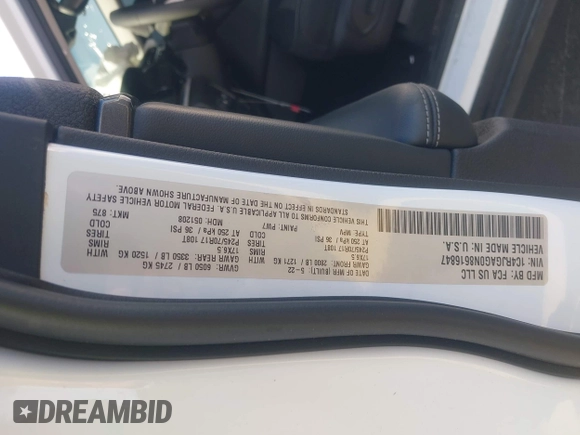 MFD BY: FCA US LLC
DATE OF MFR (BUILT): 5-22 GVWR: 6050 LB / 2745 KG
GAWR FRONT: 2800 LB / 1271 KG WITH GAWR REAR: 3350 LB / 1520 KG WITH
17X6.5 RIMS 17X6.5 RIMS
P245/70R17 108T TIRES P245/70R17 108T TIRES
AT 250 kPa / 36 PSI COLD AT 250 kPa / 36 PSI COLD
VIN: 1C4RJGAG0N8616847
TYPE: MPV PAINT: PW7 MDH: 051208 MKT: 875
VEHICLE MADE IN: U.S.A.
THIS VEHICLE CONFORMS TO ALL APPLICABLE U.S.A. FEDERAL MOTOR VEHICLE SAFETY
STANDARDS IN EFFECT ON THE DATE OF MANUFACTURE SHOWN ABOVE.
DREAMBID